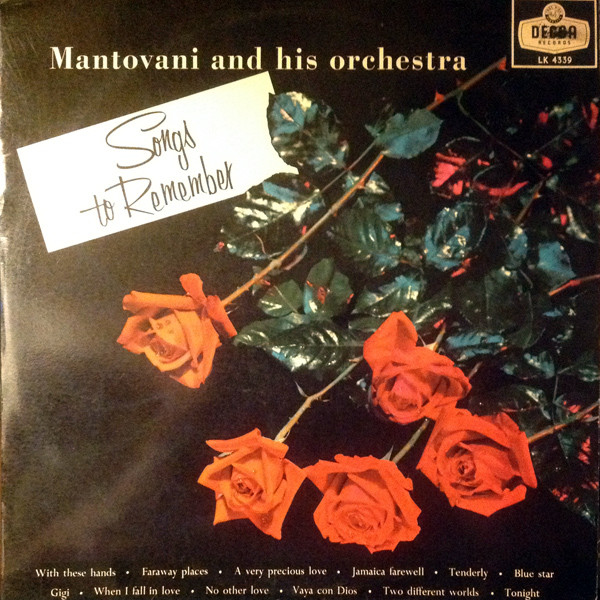 Mantovani and his orchestra
DECCA
RECORDS
LK 4339
Songs
to Remember
With these hands • Faraway places • A very precious love • Jamaica farewell • Tenderly • Blue star
Gigi • When I fall in love • No other love • Vaya con Dios • Two different worlds • Tonight